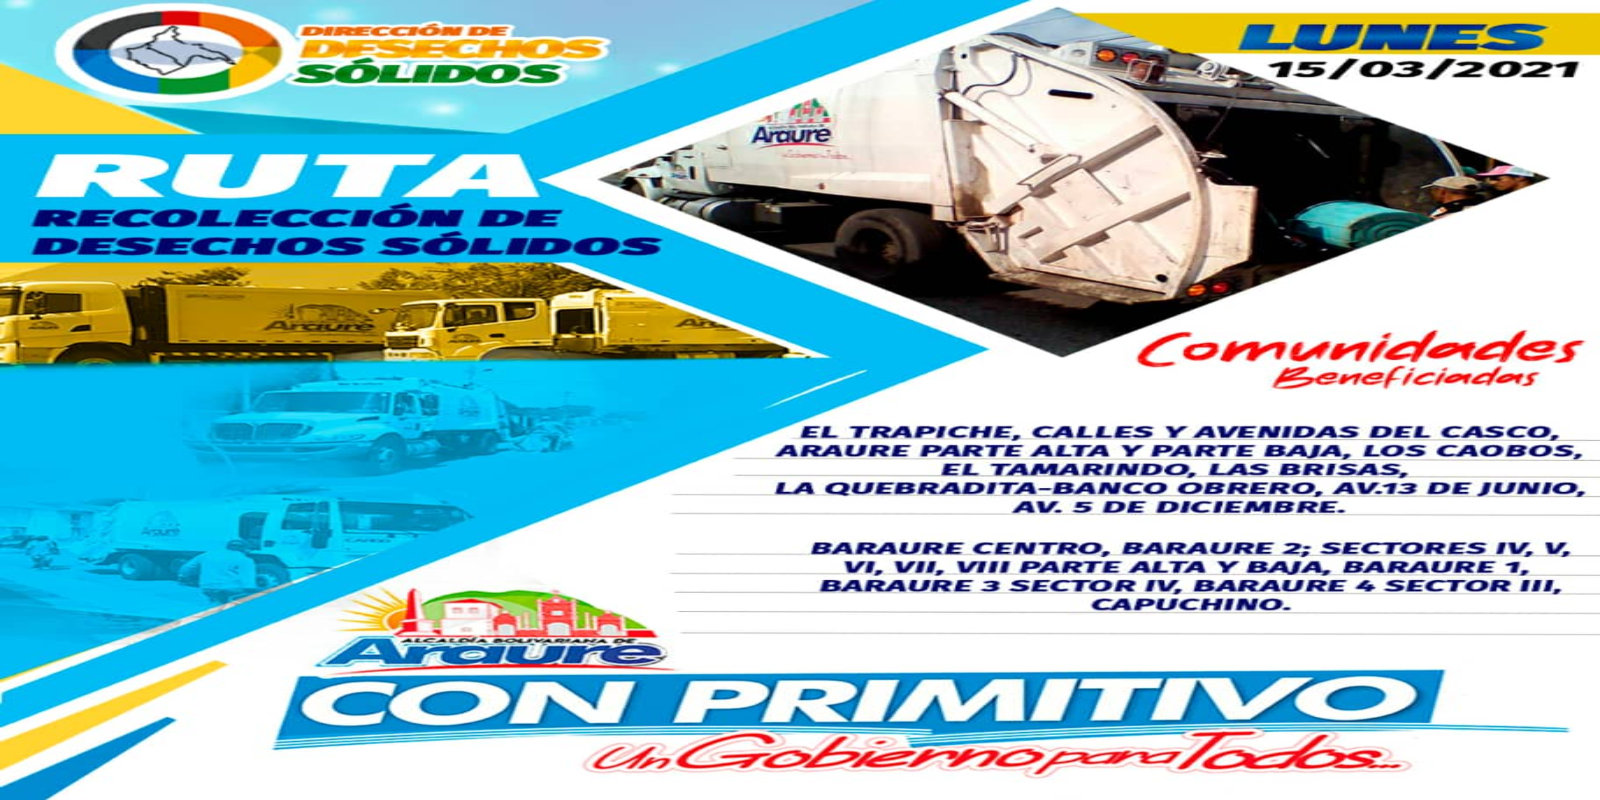 DIRECCIÓN DE
DESECHOS
SÓLIDOS
LUNES
15/03/2021
RUTA
RECOLECCIÓN DE
DESECHOS SÓLIDOS
Araure
Araure
Comunidades
Beneficiadas
EL TRAPICHE, CALLES Y AVENIDAS DEL CASCO,
ARAURE PARTE ALTA Y PARTE BAJA, LOS CAOBOS,
EL TAMARINDO, LAS BRISAS,
LA QUEBRADITA-BANCO OBRERO, AV.13 DE JUNIO,
AV. 5 DE DICIEMBRE.
BARAURE CENTRO, BARAURE 2; SECTORES IV, V,
VI, VII, VIII PARTE ALTA Y BAJA, BARAURE 1,
BARAURE 3 SECTOR IV, BARAURE 4 SECTOR III,
CAPUCHINO.
ALCALDÍA BOLIVARIANA DE
Araure
CON PRIMITIVO
Un Gobierno para Todos...